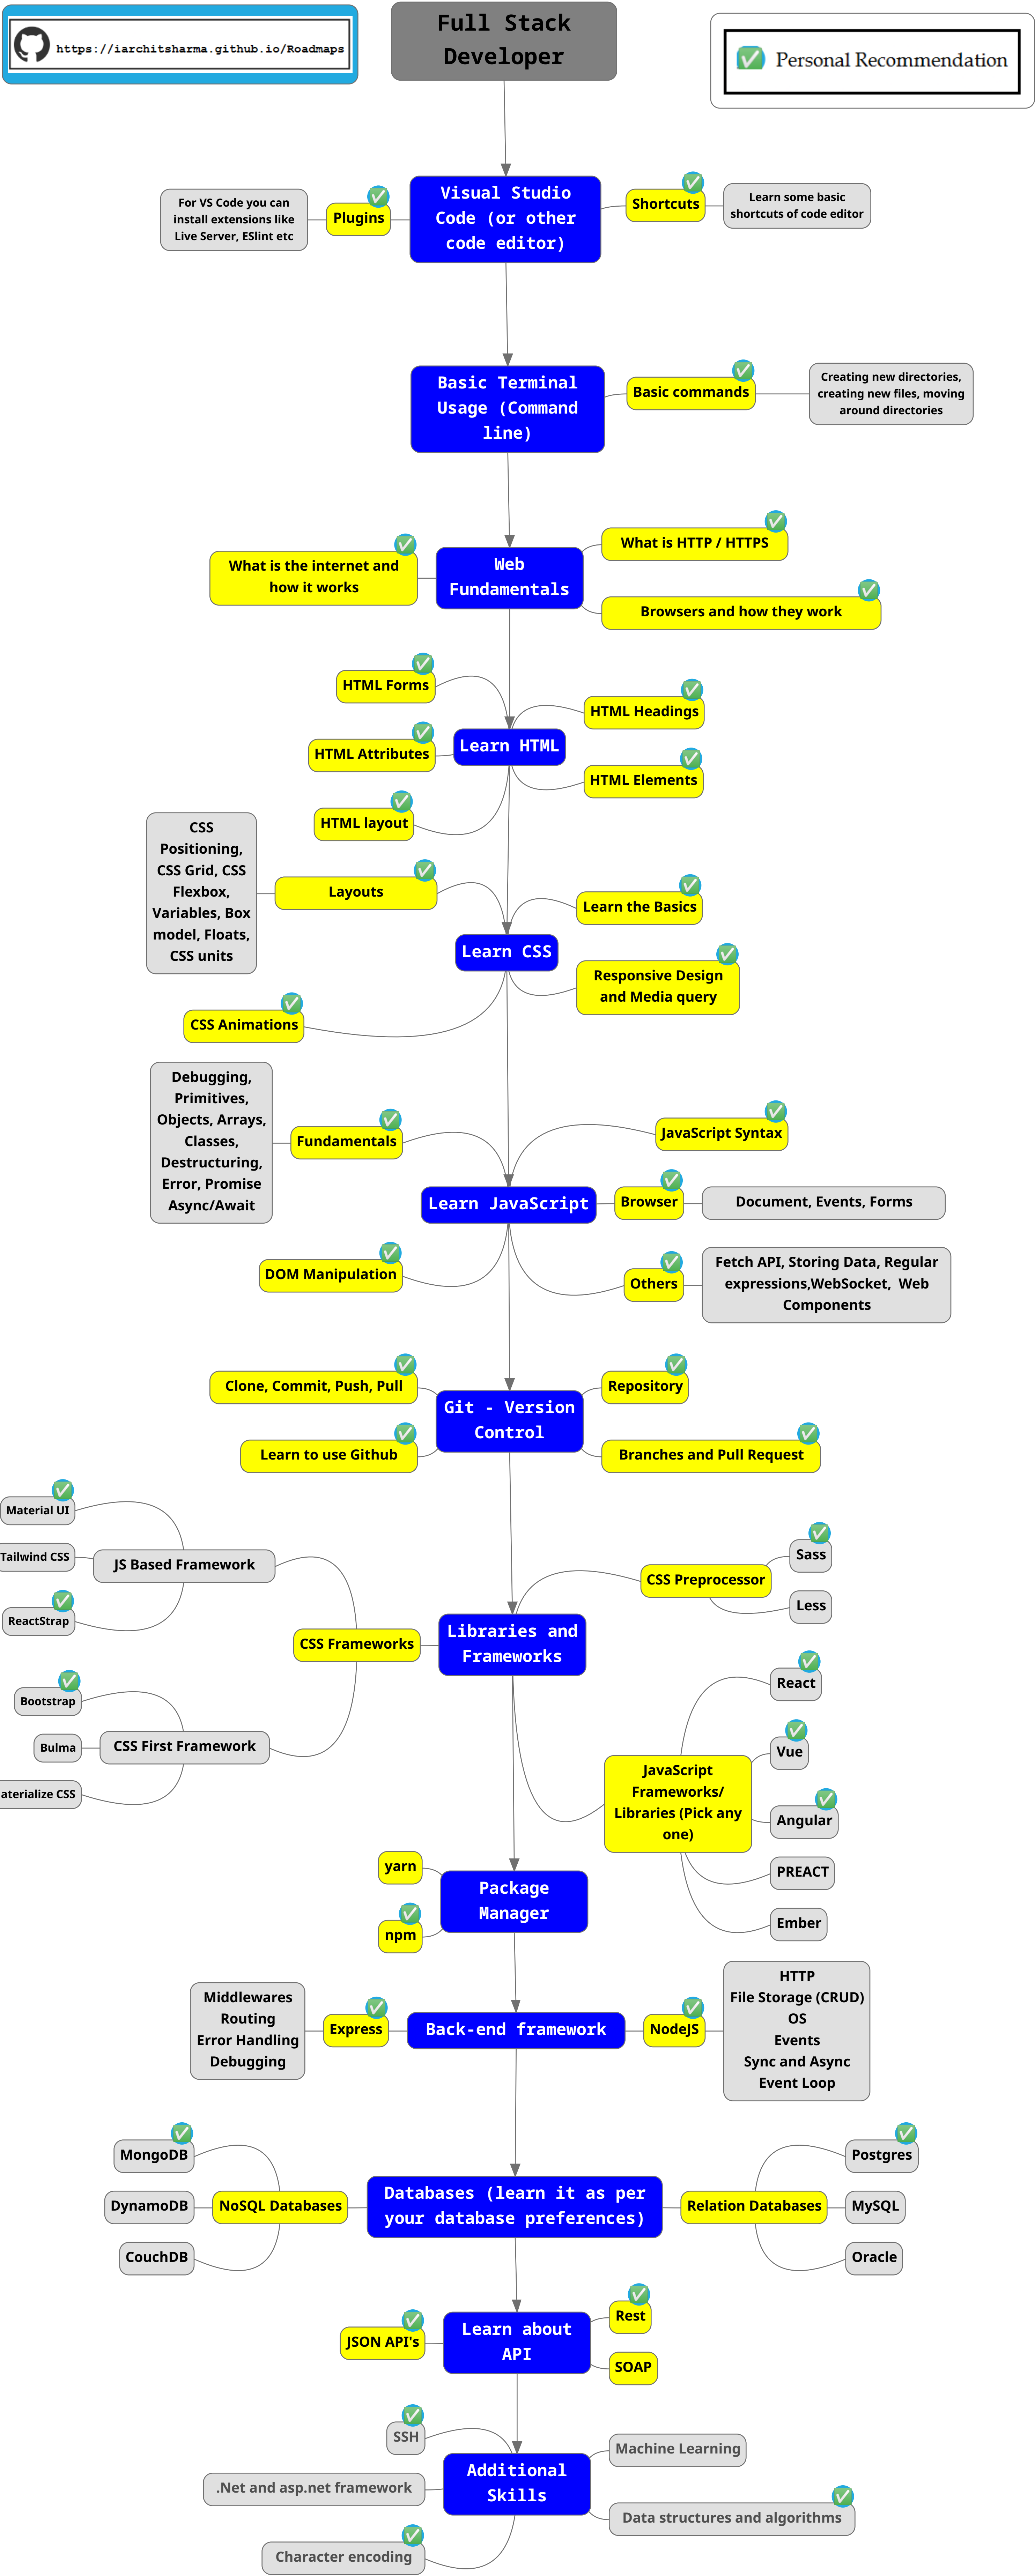 https://iarchitsharma.github.io/Roadmaps
Full Stack
Developer
Personal Recommendation
For VS Code you can
install extensions like
Live Server, ESlint etc
Plugins
Visual Studio
Code (or other
code editor)
Shortcuts
Learn some basic
shortcuts of code editor
Basic Terminal
Usage (Command
line)
Basic commands
Creating new directories,
creating new files, moving
around directories
What is the internet and
how it works
Web
Fundamentals
What is HTTP / HTTPS
Browsers and how they work
HTML Forms
HTML Attributes
HTML layout
Learn HTML
HTML Headings
HTML Elements
CSS
Positioning,
CSS Grid, CSS
Flexbox,
Variables, Box
model, Floats,
CSS units
Layouts
CSS Animations
Learn CSS
Learn the Basics
Responsive Design
and Media query
Debugging,
Primitives,
Objects, Arrays,
Classes,
Destructuring,
Error, Promise
Async/Await
Fundamentals
DOM Manipulation
Learn JavaScript
JavaScript Syntax
Browser
Document, Events, Forms
Others
Fetch API, Storing Data, Regular
expressions,WebSocket, Web
Components
Clone, Commit, Push, Pull
Learn to use Github
Git - Version
Control
Repository
Branches and Pull Request
Material UI
Tailwind CSS
ReactStrap
JS Based Framework
Bootstrap
Bulma
aterialize CSS
CSS First Framework
CSS Frameworks
Libraries and
Frameworks
CSS Preprocessor
Sass
Less
JavaScript
Frameworks/
Libraries (Pick any
one)
React
Vue
Angular
PREACT
Ember
yarn
npm
Package
Manager
Middlewares
Routing
Error Handling
Debugging
Express
Back-end framework
NodeJS
HTTP
File Storage (CRUD)
OS
Events
Sync and Async
Event Loop
MongoDB
DynamoDB
CouchDB
NoSQL Databases
Databases (learn it as per
your database preferences)
Relation Databases
Postgres
MySQL
Oracle
JSON API's
Learn about
API
Rest
SOAP
SSH
.Net and asp.net framework
Character encoding
Additional
Skills
Machine Learning
Data structures and algorithms